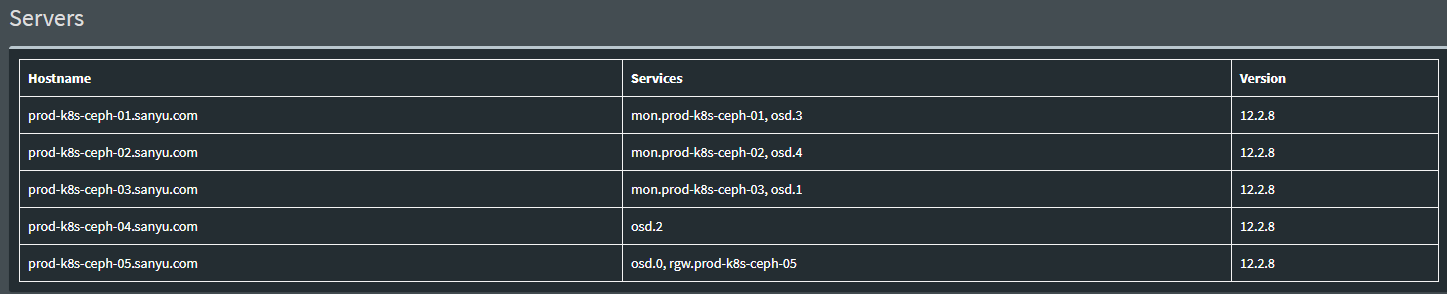 Servers
Hostname Services Version
prod-k8s-ceph-01.sanyu.com mon.prod-k8s-ceph-01, osd.3 12.2.8
prod-k8s-ceph-02.sanyu.com mon.prod-k8s-ceph-02, osd.4 12.2.8
prod-k8s-ceph-03.sanyu.com mon.prod-k8s-ceph-03, osd.1 12.2.8
prod-k8s-ceph-04.sanyu.com osd.2 12.2.8
prod-k8s-ceph-05.sanyu.com osd.0, rgw.prod-k8s-ceph-05 12.2.8